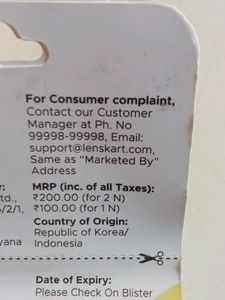 For Consumer complaint,
Contact our Customer
Manager at Ph. No
99998-99998, Email:
support@lenskart.com,
Same as "Marketed By"
Address
MRP (inc. of all Taxes):
₹200.00 (for 2 N)
₹100.00 (for 1 N)
Country of Origin:
Republic of Korea/
Indonesia
Date of Expiry:
Please Check On Blister